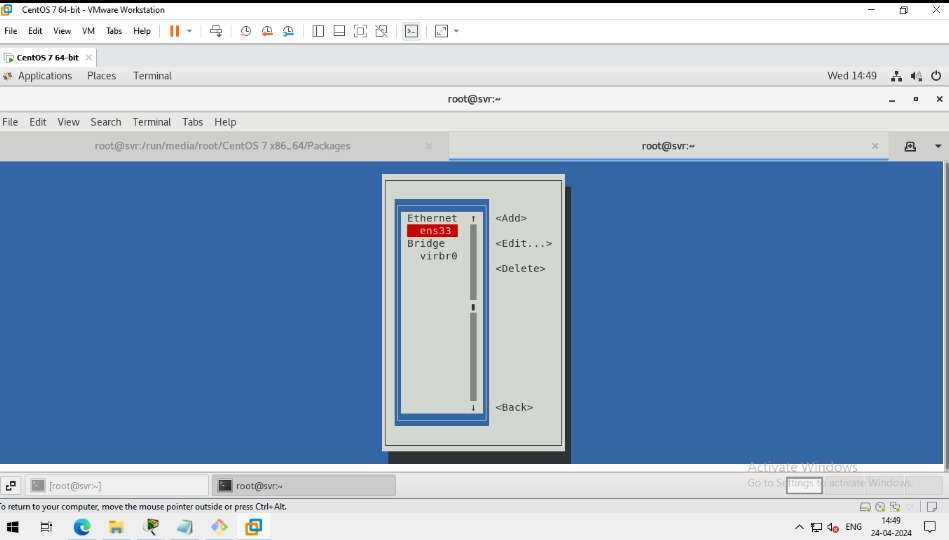 CentOS 7 64-bit - VMware Workstation
File Edit View VM Tabs Help
CentOS 7 64-bit
Applications Places Terminal Wed 14:49
root@svr:~
File Edit View Search Terminal Tabs Help
root@svr:/run/media/root/CentOS 7 x86_64/Packages root@svr:~
Ethernet <Add>
ens33
Bridge <Edit...>
virbr0
<Delete>
<Back>
Activate Windows
Go to Settings to activate Windows.
[root@svr:~] root@svr:~
To return to your computer, move the mouse pointer outside or press Ctrl+Alt.
ENG 14:49
24-04-2024